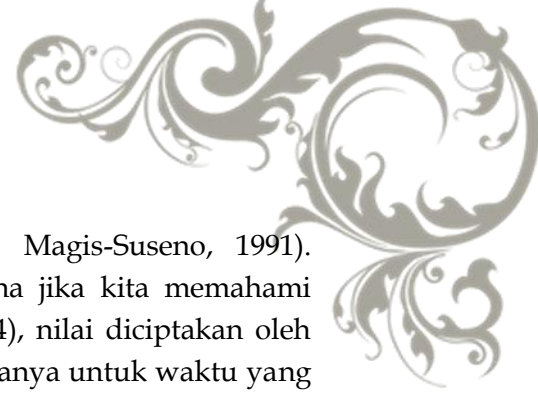 Magis-Suseno, 1991).
na jika kita memahami
4), nilai diciptakan oleh
anya untuk waktu yang